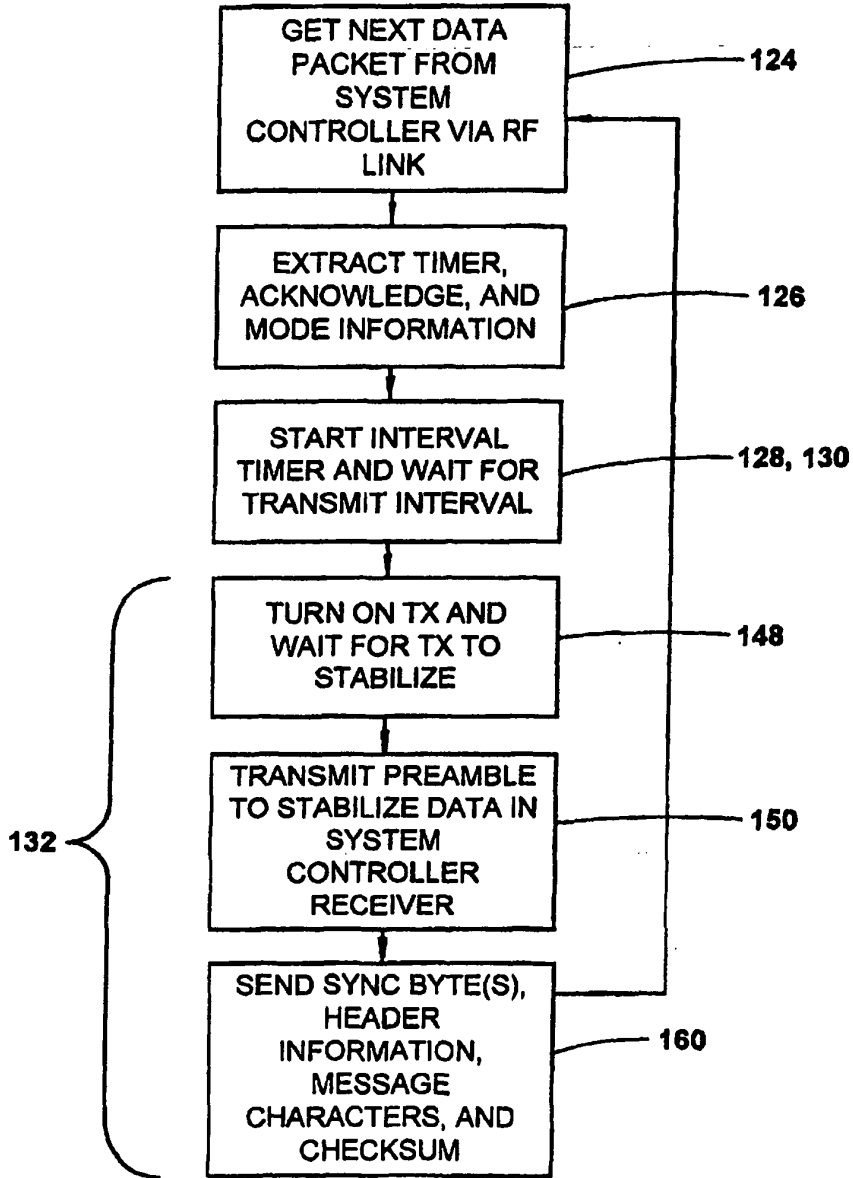 GET NEXT DATA
PACKET FROM
SYSTEM
CONTROLLER VIA RF
LINK
124
EXTRACT TIMER,
ACKNOWLEDGE, AND
MODE INFORMATION
126
START INTERVAL
TIMER AND WAIT FOR
TRANSMIT INTERVAL
128, 130
TURN ON TX AND
WAIT FOR TX TO
STABILIZE
148
TRANSMIT PREAMBLE
TO STABILIZE DATA IN
SYSTEM
CONTROLLER
RECEIVER
150
132
SEND SYNC BYTE(S),
HEADER
INFORMATION,
MESSAGE
CHARACTERS, AND
CHECKSUM
160